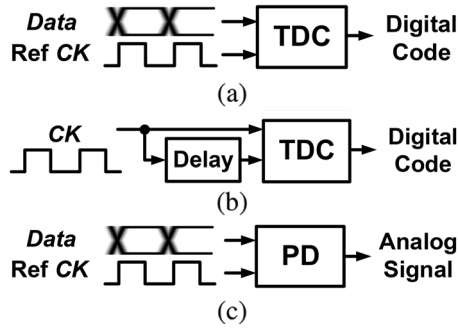 Data
Ref CK
TDC
Digital
Code
(a)
CK
Delay
TDC
Digital
Code
(b)
Data
Ref CK
PD
Analog
Signal
(c)